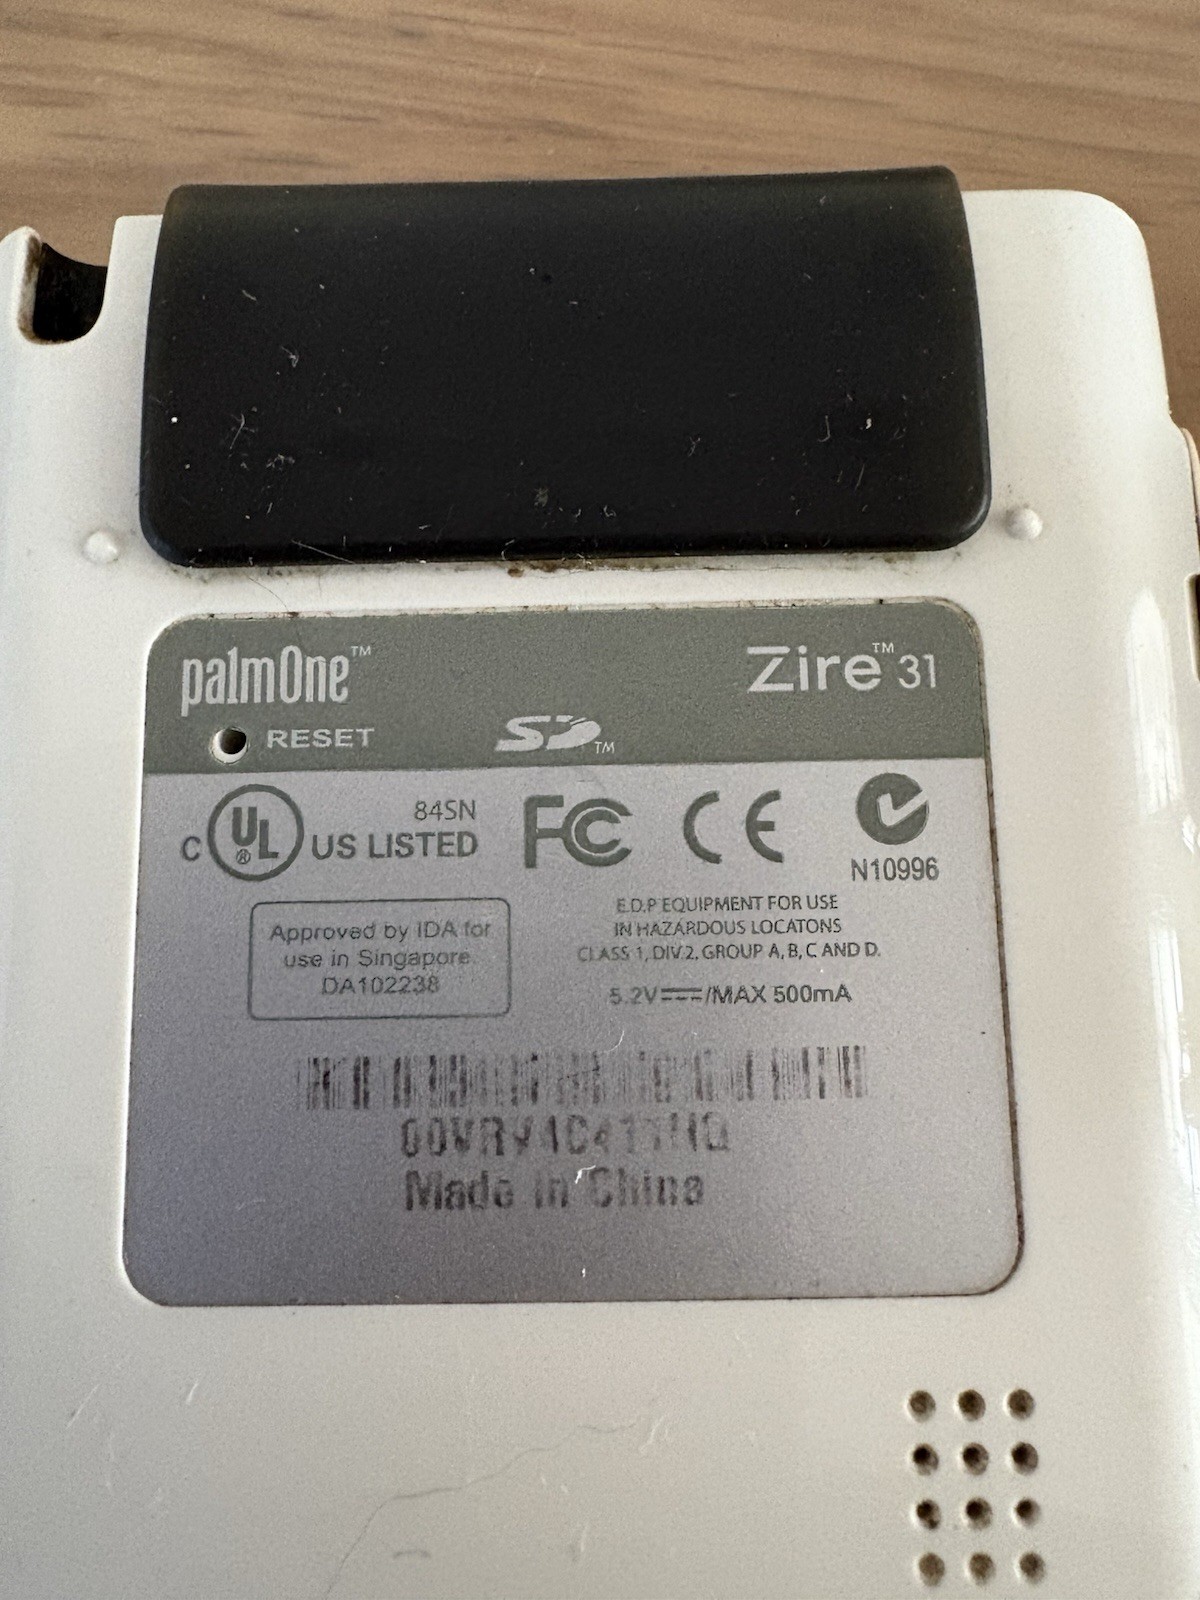 palmOne™
Zire™ 31
RESET
SD™
C UL® US LISTED
84SN
FC CE
N10996
Approved by IDA for
use in Singapore.
DA102238
E.D.P EQUIPMENT FOR USE
IN HAZARDOUS LOCATONS
CLASS 1, DIV.2, GROUP A, B, C AND D.
5.2V⎓/MAX 500mA
Made in China